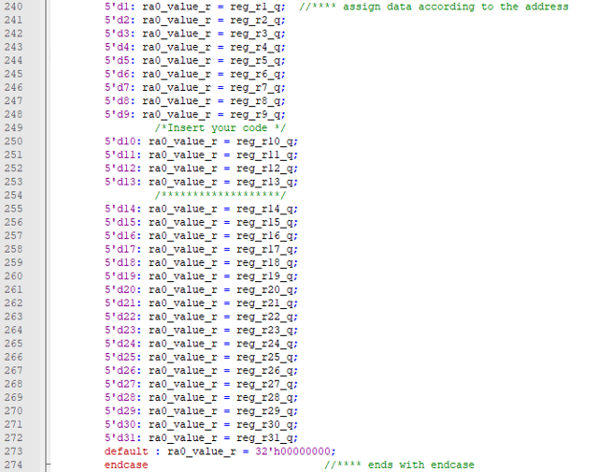 240 5'd1: ra0_value_r = reg_r1_q; //**** assign data according to the address
241 5'd2: ra0_value_r = reg_r2_q;
242 5'd3: ra0_value_r = reg_r3_q;
243 5'd4: ra0_value_r = reg_r4_q;
244 5'd5: ra0_value_r = reg_r5_q;
245 5'd6: ra0_value_r = reg_r6_q;
246 5'd7: ra0_value_r = reg_r7_q;
247 5'd8: ra0_value_r = reg_r8_q;
248 5'd9: ra0_value_r = reg_r9_q;
249 /*Insert your code */
250 5'd10: ra0_value_r = reg_r10_q;
251 5'd11: ra0_value_r = reg_r11_q;
252 5'd12: ra0_value_r = reg_r12_q;
253 5'd13: ra0_value_r = reg_r13_q;
254 /*******************/
255 5'd14: ra0_value_r = reg_r14_q;
256 5'd15: ra0_value_r = reg_r15_q;
257 5'd16: ra0_value_r = reg_r16_q;
258 5'd17: ra0_value_r = reg_r17_q;
259 5'd18: ra0_value_r = reg_r18_q;
260 5'd19: ra0_value_r = reg_r19_q;
261 5'd20: ra0_value_r = reg_r20_q;
262 5'd21: ra0_value_r = reg_r21_q;
263 5'd22: ra0_value_r = reg_r22_q;
264 5'd23: ra0_value_r = reg_r23_q;
265 5'd24: ra0_value_r = reg_r24_q;
266 5'd25: ra0_value_r = reg_r25_q;
267 5'd26: ra0_value_r = reg_r26_q;
268 5'd27: ra0_value_r = reg_r27_q;
269 5'd28: ra0_value_r = reg_r28_q;
270 5'd29: ra0_value_r = reg_r29_q;
271 5'd30: ra0_value_r = reg_r30_q;
272 5'd31: ra0_value_r = reg_r31_q;
273 default : ra0_value_r = 32'h00000000;
274 endcase //**** ends with endcase